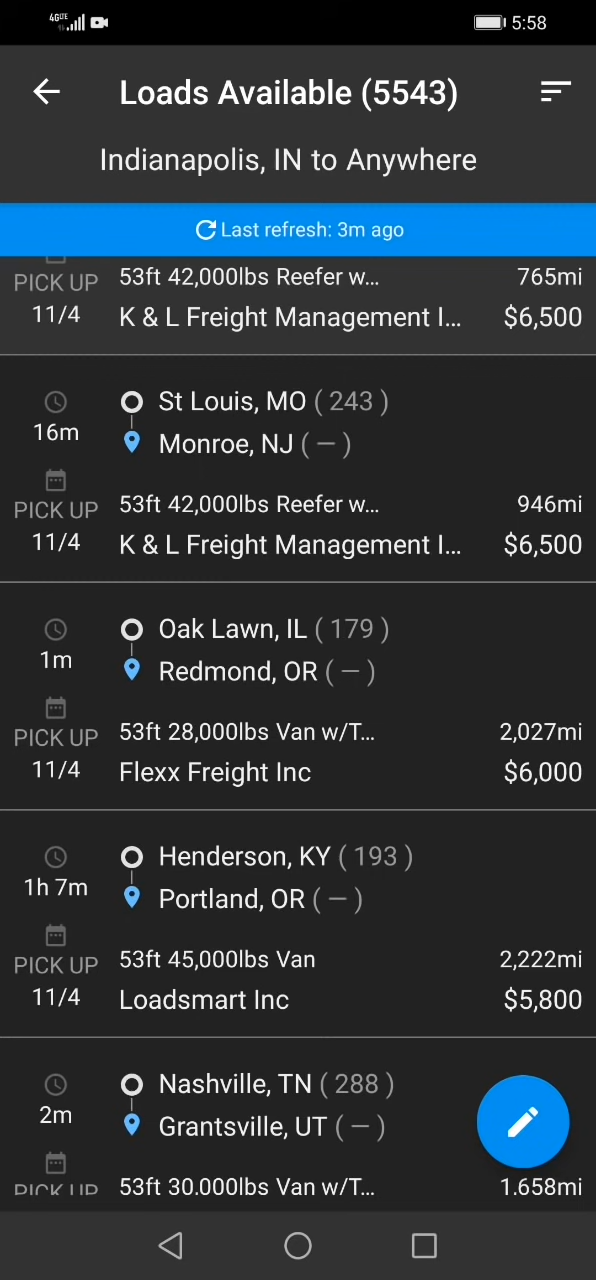 4G LTE 5:58
Loads Available (5543)
Indianapolis, IN to Anywhere
Last refresh: 3m ago
PICK UP 53ft 42,000lbs Reefer w... 765mi
11/4 K & L Freight Management I... $6,500
St Louis, MO ( 243 )
16m
Monroe, NJ ( — )
PICK UP 53ft 42,000lbs Reefer w... 946mi
11/4 K & L Freight Management I... $6,500
Oak Lawn, IL ( 179 )
1m
Redmond, OR ( — )
PICK UP 53ft 28,000lbs Van w/T... 2,027mi
11/4 Flexx Freight Inc $6,000
Henderson, KY ( 193 )
1h 7m
Portland, OR ( — )
PICK UP 53ft 45,000lbs Van 2,222mi
11/4 Loadsmart Inc $5,800
Nashville, TN ( 288 )
2m
Grantsville, UT ( — )
PICK UP 53ft 30,000lbs Van w/T... 1,658mi